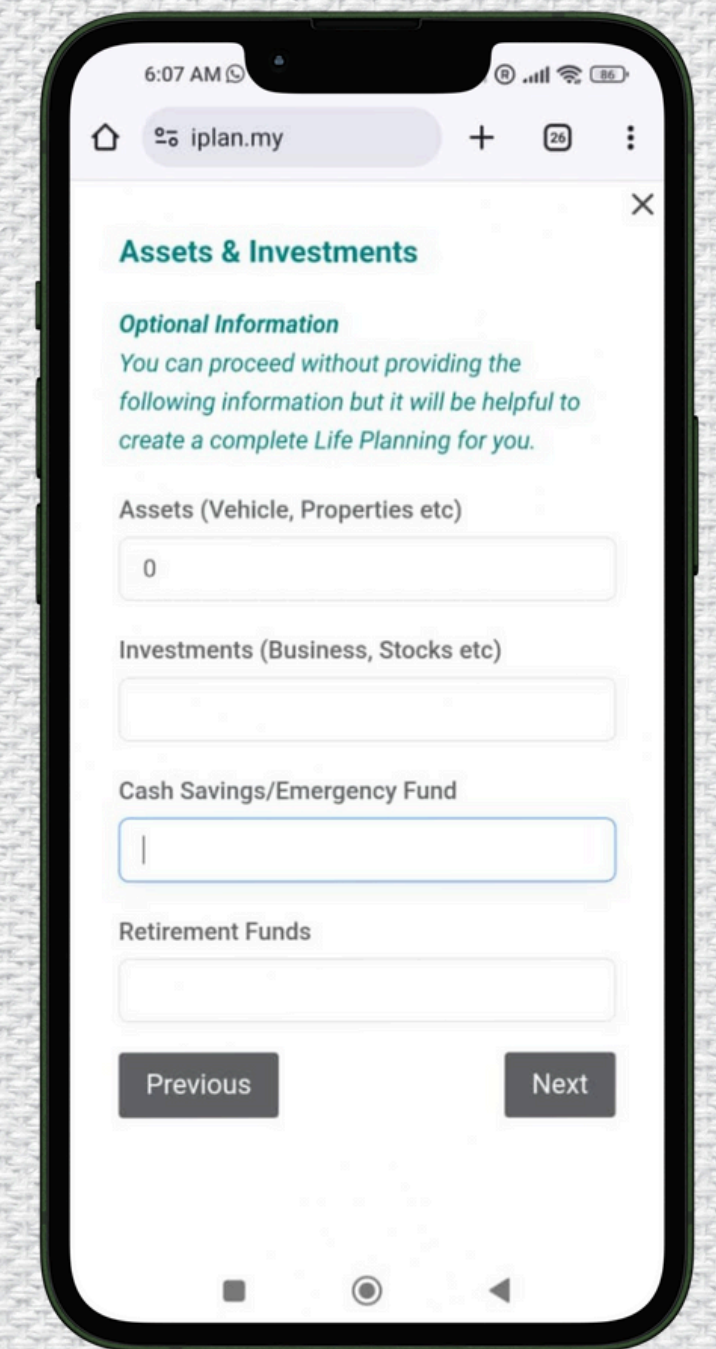 6:07 AM
R 86
iplan.my
26
Assets & Investments
Optional Information
You can proceed without providing the
following information but it will be helpful to
create a complete Life Planning for you.
Assets (Vehicle, Properties etc)
0
Investments (Business, Stocks etc)
Cash Savings/Emergency Fund
Retirement Funds
Previous
Next